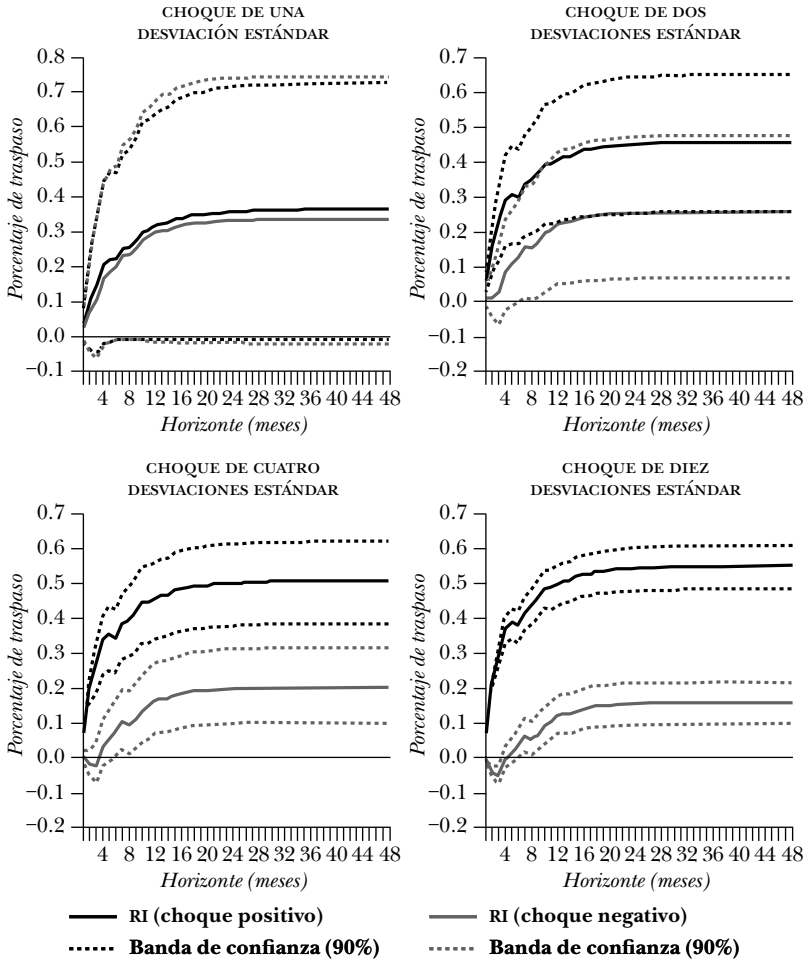 CHOQUE DE UNA
DESVIACIÓN ESTÁNDAR
Porcentaje de traspaso
0.8
0.7
0.6
0.5
0.4
0.3
0.2
0.1
0.0
−0.1
4 8 12 16 20 24 28 32 36 40 44 48
Horizonte (meses)
CHOQUE DE DOS
DESVIACIONES ESTÁNDAR
Porcentaje de traspaso
0.7
0.6
0.5
0.4
0.3
0.2
0.1
0.0
−0.1
−0.2
4 8 12 16 20 24 28 32 36 40 44 48
Horizonte (meses)
CHOQUE DE CUATRO
DESVIACIONES ESTÁNDAR
Porcentaje de traspaso
0.7
0.6
0.5
0.4
0.3
0.2
0.1
0.0
−0.1
−0.2
4 8 12 16 20 24 28 32 36 40 44 48
Horizonte (meses)
CHOQUE DE DIEZ
DESVIACIONES ESTÁNDAR
Porcentaje de traspaso
0.7
0.6
0.5
0.4
0.3
0.2
0.1
0.0
−0.1
−0.2
4 8 12 16 20 24 28 32 36 40 44 48
Horizonte (meses)
RI (choque positivo)
RI (choque negativo)
Banda de confianza (90%)
Banda de confianza (90%)